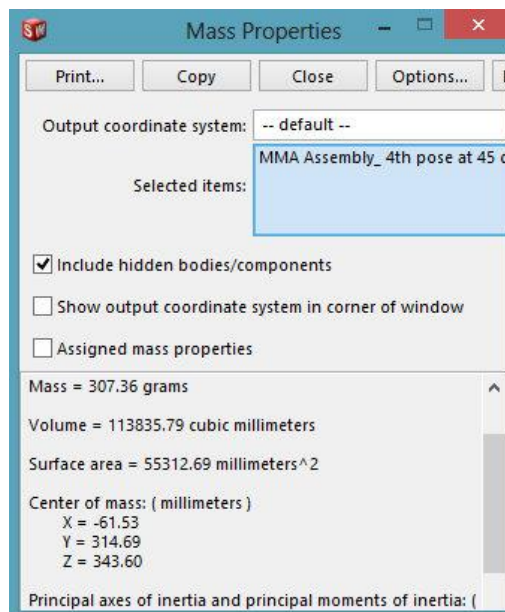 SW Mass Properties
Print... Copy Close Options...
Output coordinate system: -- default --
MMA Assembly_ 4th pose at 45
Selected items:
Include hidden bodies/components
Show output coordinate system in corner of window
Assigned mass properties
Mass = 307.36 grams
Volume = 113835.79 cubic millimeters
Surface area = 55312.69 millimeters^2
Center of mass: ( millimeters )
X = -61.53
Y = 314.69
Z = 343.60
Principal axes of inertia and principal moments of inertia: (